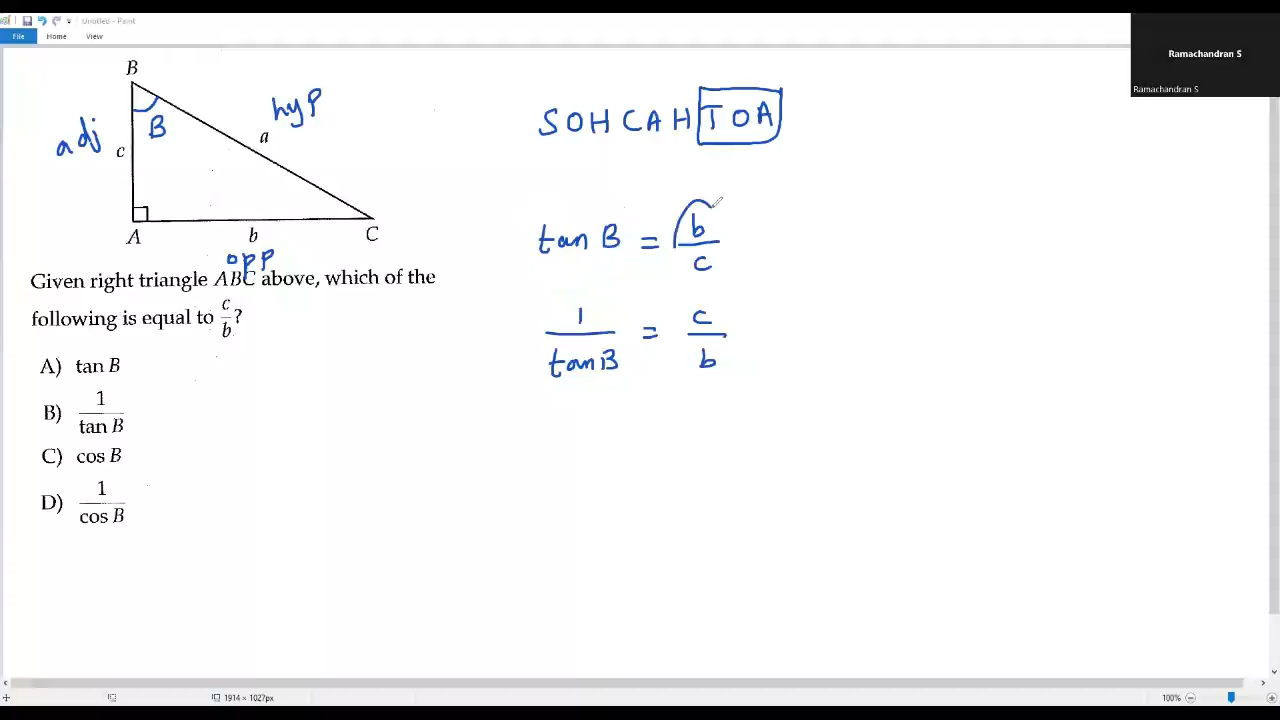 Untitled - Paint
File Home View
Ramachandran S
Ramachandran S
B
hyp
B
adj
c
a
A
b
C
opp
Given right triangle ABC above, which of the
following is equal to c/b?
A) tan B
B) 1/tan B
C) cos B
D) 1/cos B
SOHCAHTOA
tan B = b/c
1/tan B = c/b
1914 × 1027px
100%